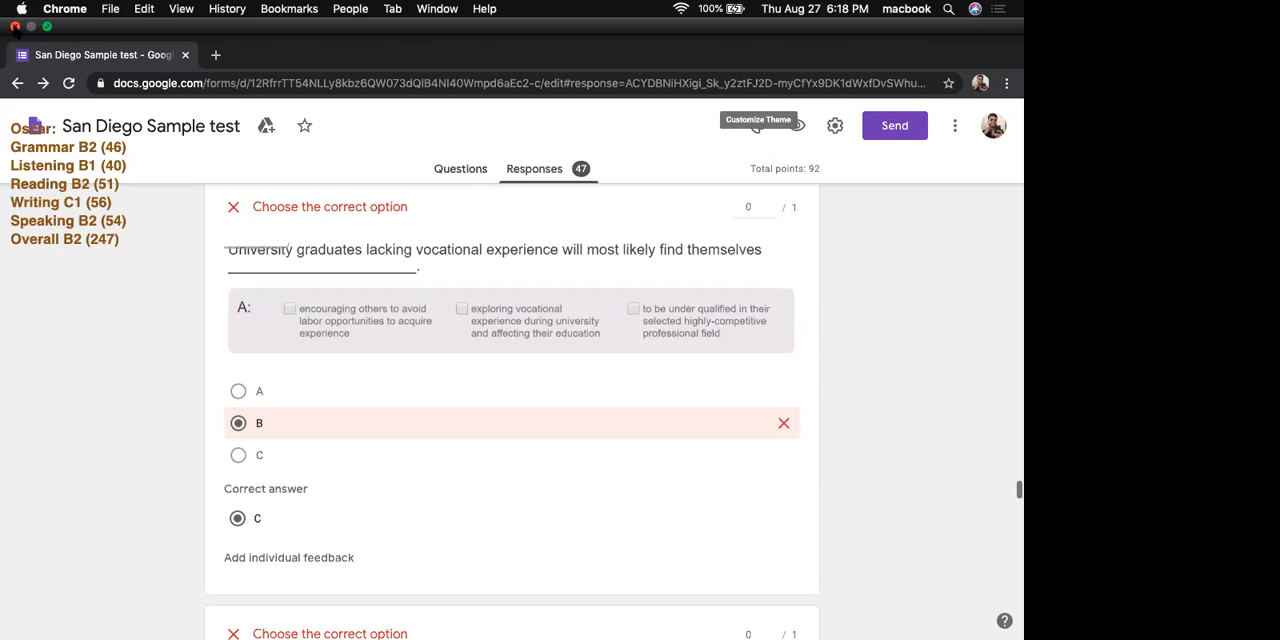 Chrome File Edit View History Bookmarks People Tab Window Help 100% Thu Aug 27 6:18 PM macbook
San Diego Sample test - Goog
docs.google.com/forms/d/12RfrrTT54NLLy8kbz6QW073dQlB4NI40Wmpd6aEc2-c/edit#response=ACYDBNiHXigi_Sk_y2ztFJ2D-myCfYx9DK1dWxfDvSWhu...
Oscar:
San Diego Sample test
Customize Theme
Send
Grammar B2 (46)
Listening B1 (40)
Reading B2 (51)
Writing C1 (56)
Speaking B2 (54)
Overall B2 (247)
Questions Responses 47 Total points: 92
Choose the correct option 0 / 1
University graduates lacking vocational experience will most likely find themselves
____________________.
A:
encouraging others to avoid
labor opportunities to acquire
experience
exploring vocational
experience during university
and affecting their education
to be under qualified in their
selected highly-competitive
professional field
A
B
C
Correct answer
C
Add individual feedback
Choose the correct option 0 / 1